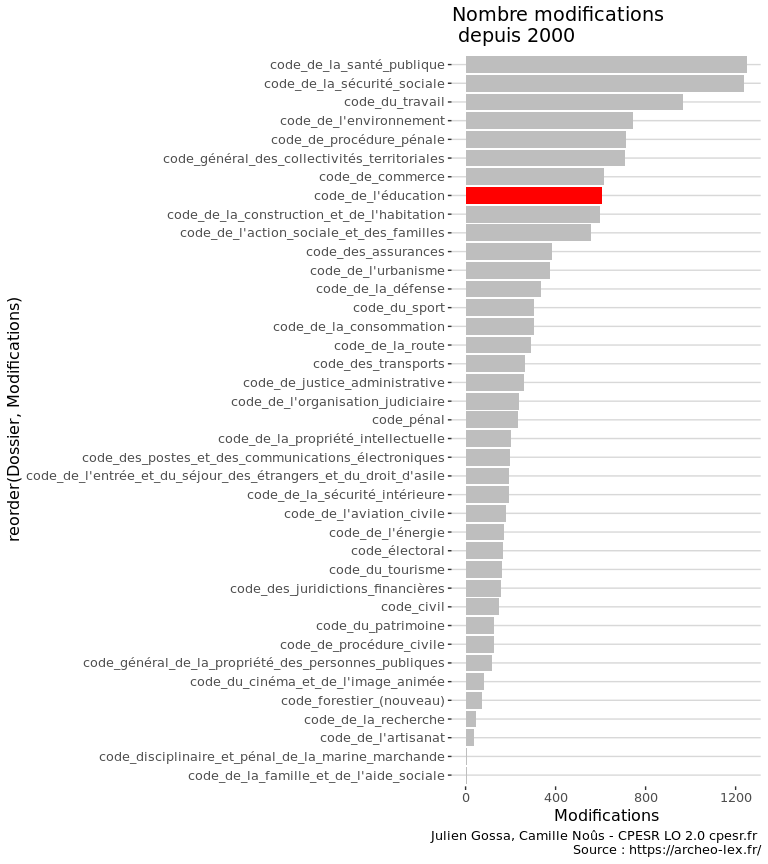 Nombre modifications
depuis 2000
code_de_la_santé_publique
code_de_la_sécurité_sociale
code_du_travail
code_de_l'environnement
code_de_procédure_pénale
code_général_des_collectivités_territoriales
code_de_commerce
code_de_l'éducation
code_de_la_construction_et_de_l'habitation
code_de_l'action_sociale_et_des_familles
code_des_assurances
code_de_l'urbanisme
code_de_la_défense
code_du_sport
code_de_la_consommation
code_de_la_route
code_des_transports
code_de_justice_administrative
code_de_l'organisation_judiciaire
code_pénal
code_de_la_propriété_intellectuelle
code_des_postes_et_des_communications_électroniques
code_de_l'entrée_et_du_séjour_des_étrangers_et_du_droit_d'asile
code_de_la_sécurité_intérieure
code_de_l'aviation_civile
code_de_l'énergie
code_électoral
code_du_tourisme
code_des_juridictions_financières
code_civil
code_du_patrimoine
code_de_procédure_civile
code_général_de_la_propriété_des_personnes_publiques
code_du_cinéma_et_de_l'image_animée
code_forestier_(nouveau)
code_de_la_recherche
code_de_l'artisanat
code_disciplinaire_et_pénal_de_la_marine_marchande
code_de_la_famille_et_de_l'aide_sociale
reorder(Dossier, Modifications)
0 400 800 1200
Modifications
Julien Gossa, Camille Noûs - CPESR LO 2.0 cpesr.fr
Source : https://archeo-lex.fr/